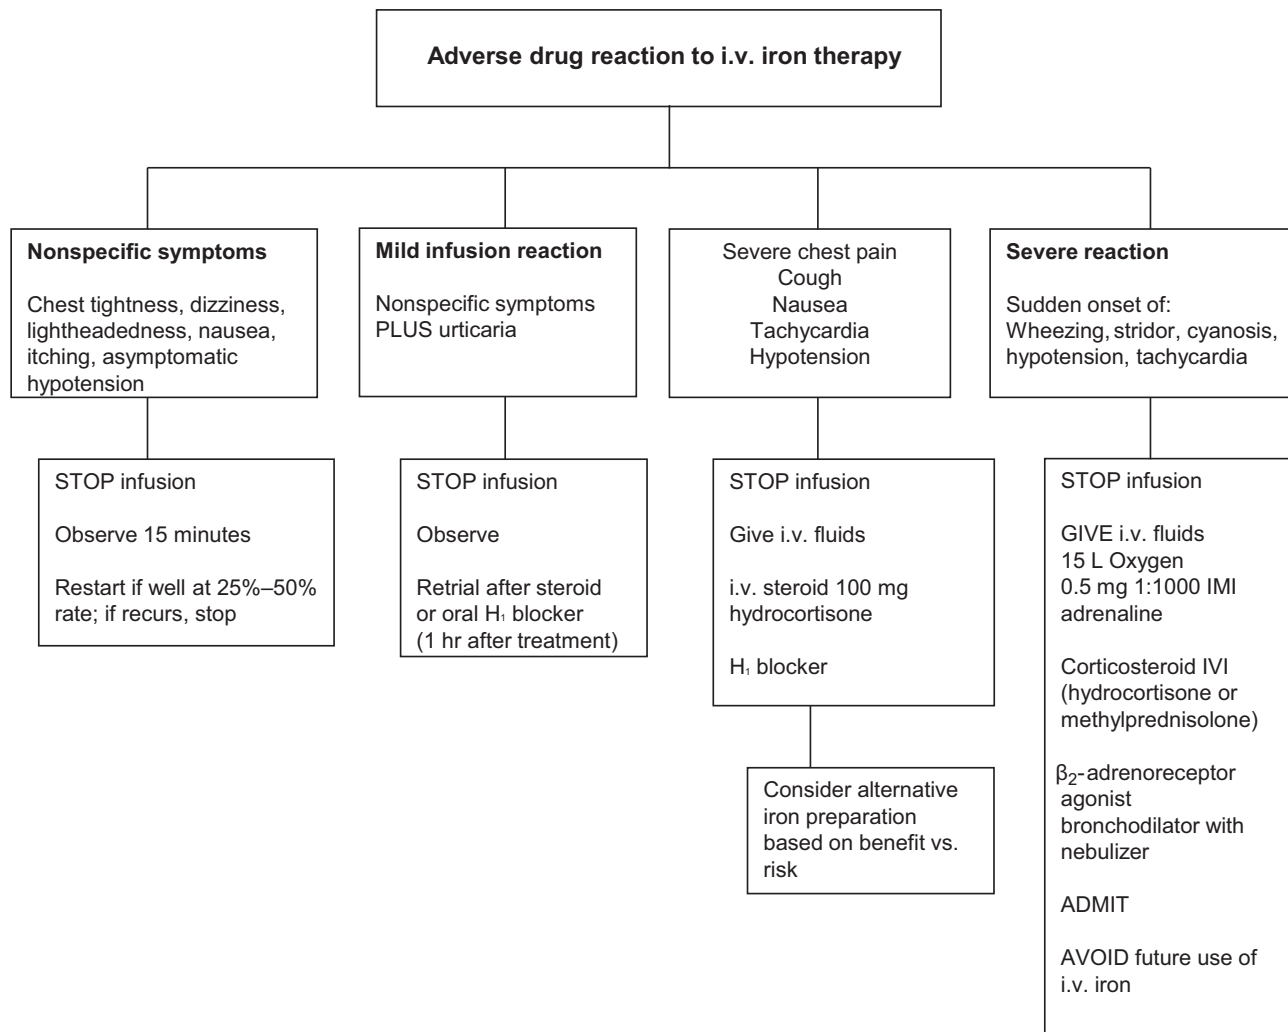 Adverse drug reaction to i.v. iron therapy
Nonspecific symptoms
Chest tightness, dizziness,
lightheadedness, nausea,
itching, asymptomatic
hypotension
STOP infusion
Observe 15 minutes
Restart if well at 25%–50%
rate; if recurs, stop
Mild infusion reaction
Nonspecific symptoms
PLUS urticaria
STOP infusion
Observe
Retrial after steroid
or oral H₁ blocker
(1 hr after treatment)
Severe chest pain
Cough
Nausea
Tachycardia
Hypotension
STOP infusion
Give i.v. fluids
i.v. steroid 100 mg
hydrocortisone
H₁ blocker
Consider alternative
iron preparation
based on benefit vs.
risk
Severe reaction
Sudden onset of:
Wheezing, stridor, cyanosis,
hypotension, tachycardia
STOP infusion
GIVE i.v. fluids
15 L Oxygen
0.5 mg 1:1000 IMI
adrenaline
Corticosteroid IVI
(hydrocortisone or
methylprednisolone)
β₂-adrenoreceptor
agonist
bronchodilator with
nebulizer
ADMIT
AVOID future use of
i.v. iron